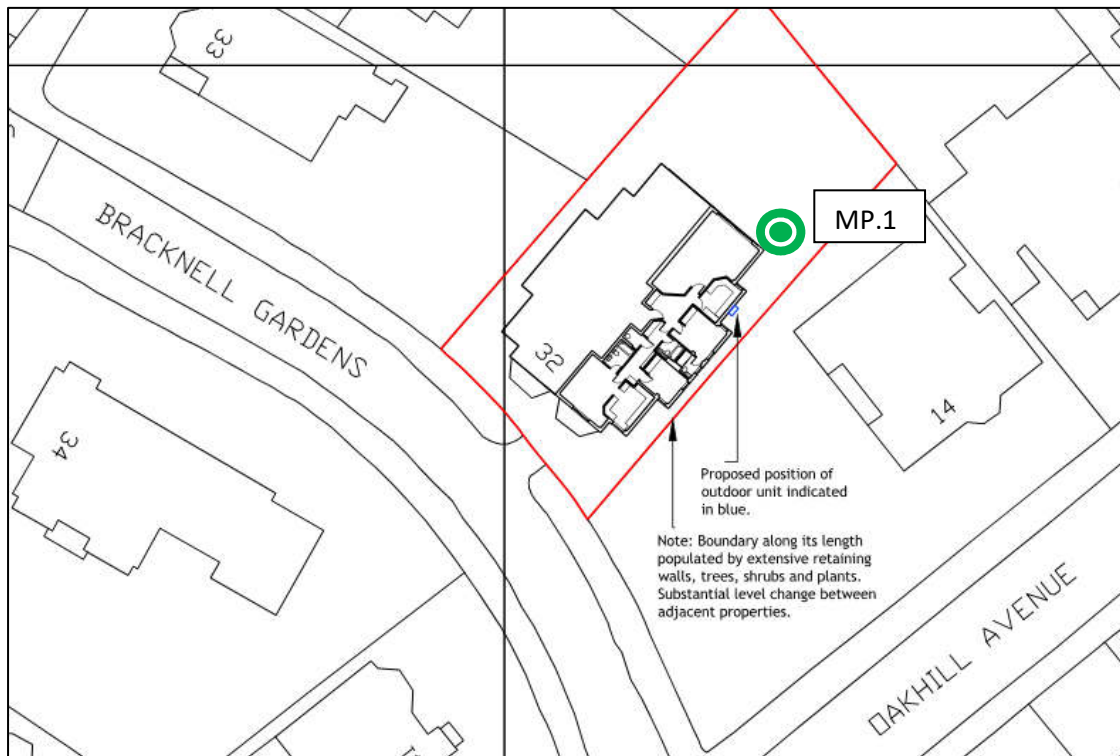 33
MP.1
BRACKNELL GARDENS
32
14
34
Proposed position of
outdoor unit indicated
in blue.
Note: Boundary along its length
populated by extensive retaining
walls, trees, shrubs and plants.
Substantial level change between
adjacent properties.
OAKHILL AVENUE